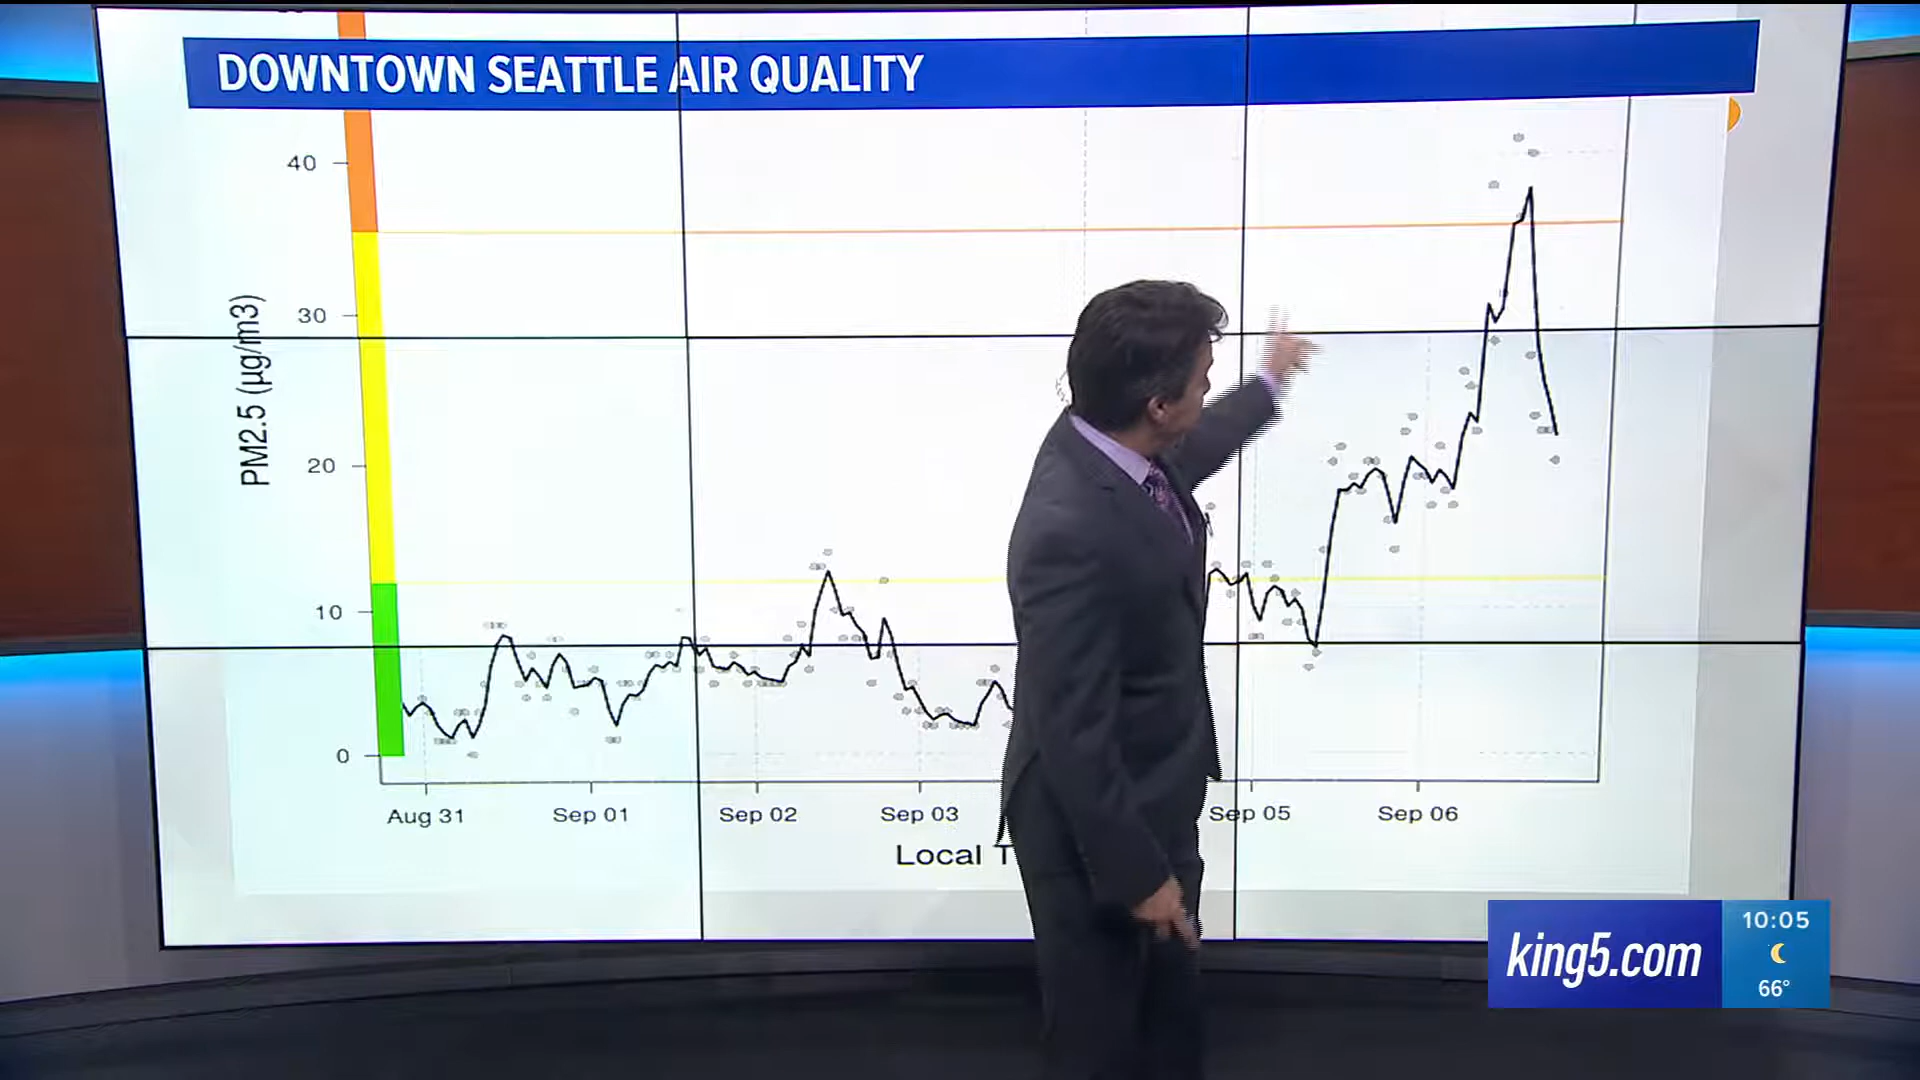 DOWNTOWN SEATTLE AIR QUALITY
40
30
20
10
0
PM2.5 (µg/m3)
Aug 31
Sep 01
Sep 02
Sep 03
Sep 05
Sep 06
Local
king5.com
10:05
66°